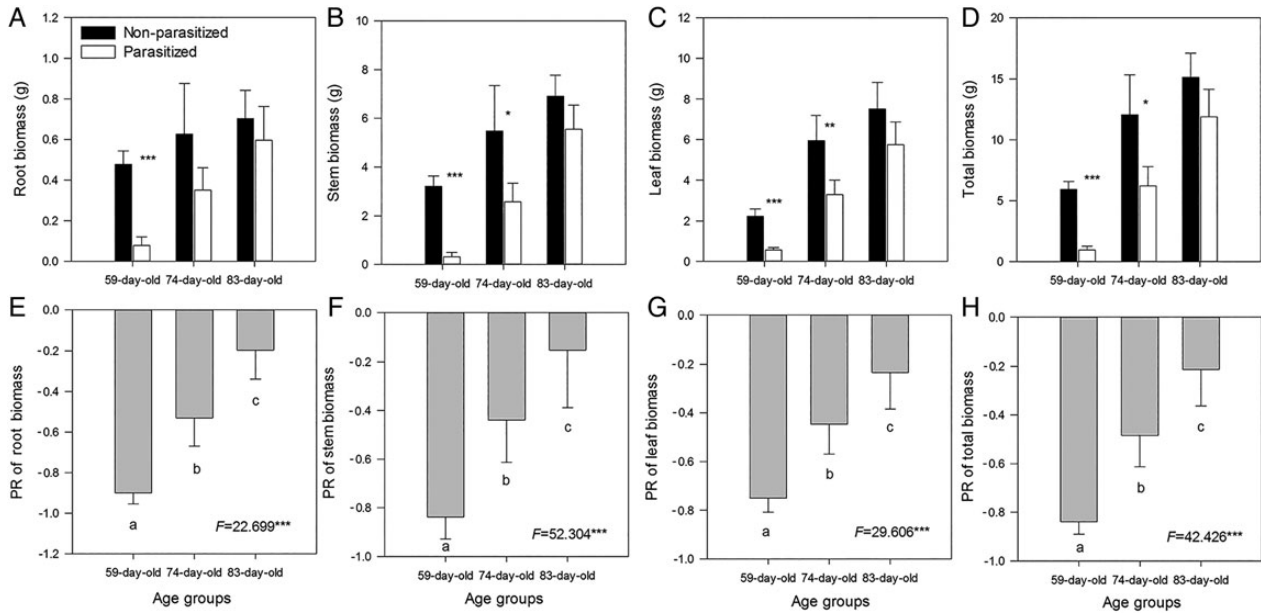 A
Root biomass (g)
1.2
1.0
0.8
0.6
0.4
0.2
0.0
Non-parasitized
Parasitized
***
59-day-old 74-day-old 83-day-old
B
Stem biomass (g)
10
8
6
4
2
0
***
*
59-day-old 74-day-old 83-day-old
C
Leaf biomass (g)
12
10
8
6
4
2
0
***
**
59-day-old 74-day-old 83-day-old
D
Total biomass (g)
20
15
10
5
0
***
*
59-day-old 74-day-old 83-day-old
E
PR of root biomass
0.0
-0.2
-0.4
-0.6
-0.8
-1.0
-1.2
a
b
c
F=22.699***
59-day-old 74-day-old 83-day-old
Age groups
F
PR of stem biomass
0.0
-0.2
-0.4
-0.6
-0.8
-1.0
a
b
c
F=52.304***
59-day-old 74-day-old 83-day-old
Age groups
G
PR of leaf biomass
0.0
-0.2
-0.4
-0.6
-0.8
-1.0
a
b
c
F=29.606***
59-day-old 74-day-old 83-day-old
Age groups
H
PR of total biomass
0.0
-0.2
-0.4
-0.6
-0.8
-1.0
a
b
c
F=42.426***
59-day-old 74-day-old 83-day-old
Age groups